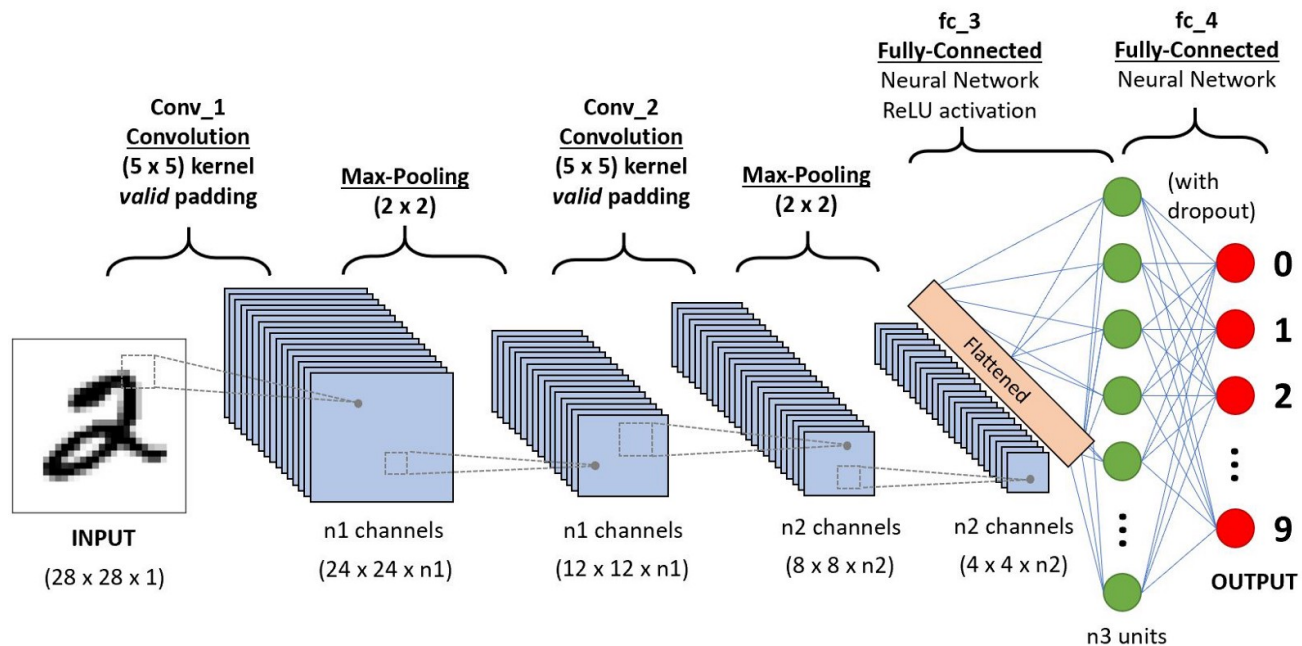 Conv_1
Convolution
(5 x 5) kernel
valid padding
Max-Pooling
(2 x 2)
Conv_2
Convolution
(5 x 5) kernel
valid padding
Max-Pooling
(2 x 2)
fc_3
Fully-Connected
Neural Network
ReLU activation
fc_4
Fully-Connected
Neural Network
(with
dropout)
Flattened
0
1
2
9
OUTPUT
INPUT
(28 x 28 x 1)
n1 channels
(24 x 24 x n1)
n1 channels
(12 x 12 x n1)
n2 channels
(8 x 8 x n2)
n2 channels
(4 x 4 x n2)
n3 units